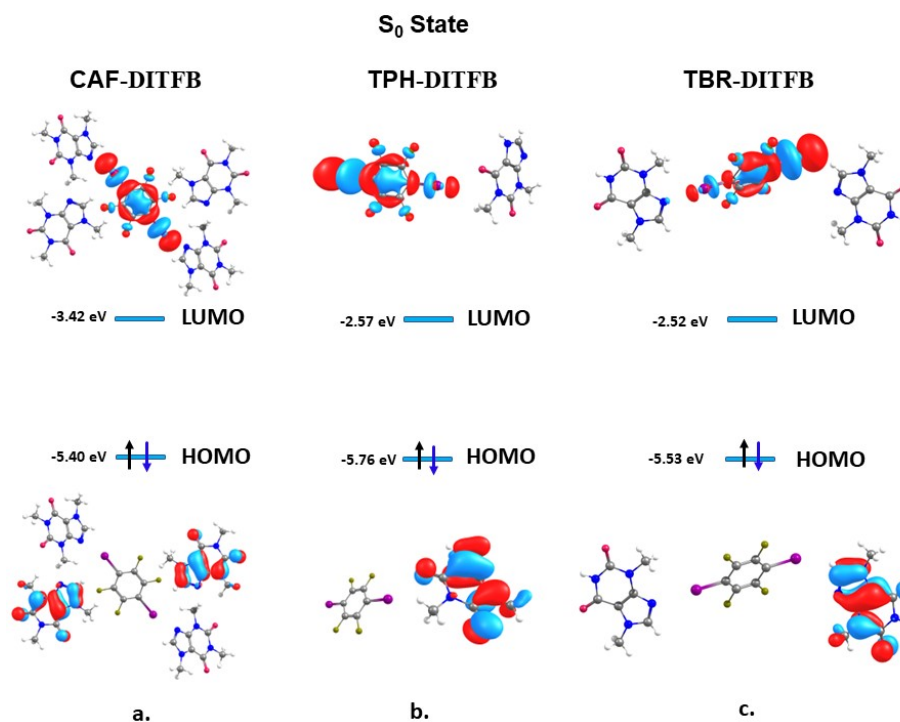 S₀ State
CAF-DITFB
TPH-DITFB
TBR-DITFB
-3.42 eV
LUMO
-2.57 eV
LUMO
-2.52 eV
LUMO
-5.40 eV
HOMO
-5.76 eV
HOMO
-5.53 eV
HOMO
a.
b.
c.